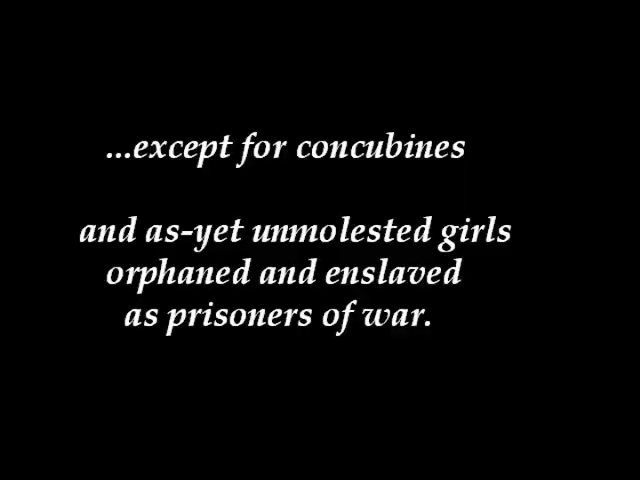 ...except for concubines
and as-yet unmolested girls
orphaned and enslaved
as prisoners of war.